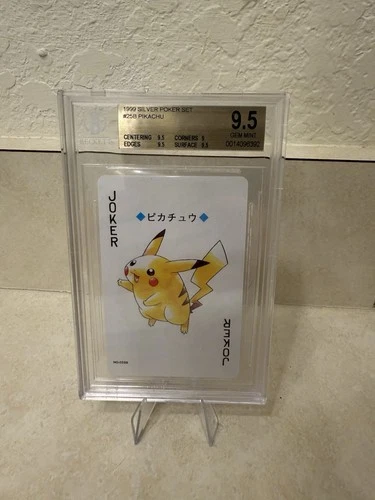 1999 SILVER POKER SET
#25B PIKACHU
CENTERING 9.5 CORNERS 9
EDGES 9.5 SURFACE 9.5
9.5
GEM MINT
JOKER
◆ピカチュウ◆
JOKER